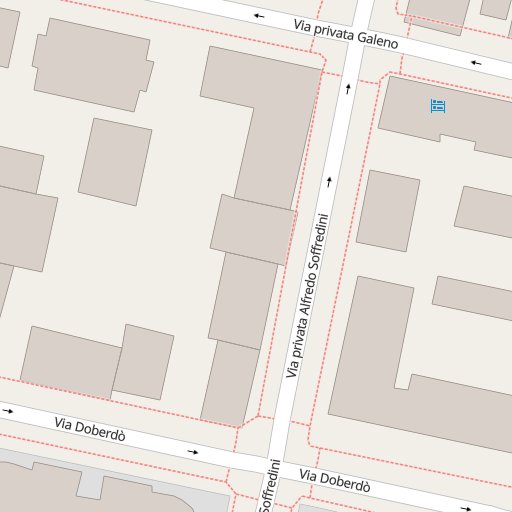 Via privata Galeno
Via privata Alfredo Soffredini
Via Doberdò
Via Doberdò
Soffredini